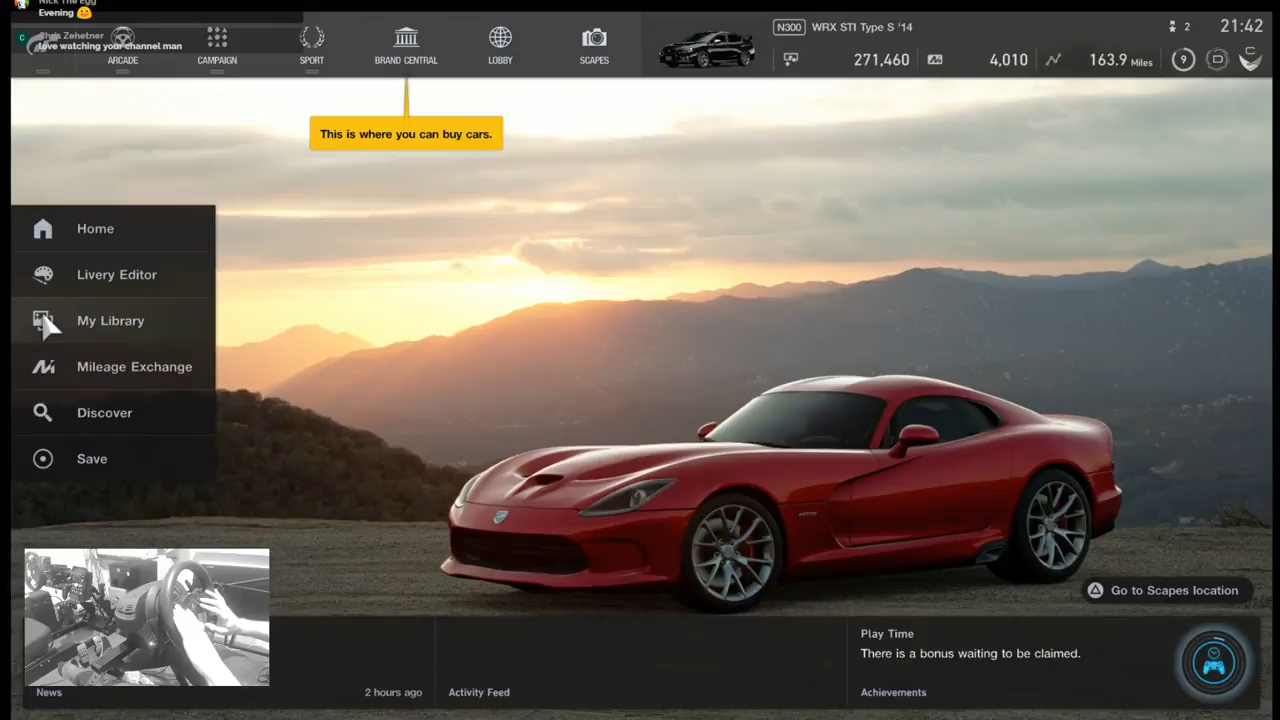 Nick The Egg
Evening
Chris Zehetner
love watching your channel man
ARCADE
CAMPAIGN
SPORT
BRAND CENTRAL
LOBBY
SCAPES
N300 WRX STI Type S '14
2
21:42
271,460
4,010
163.9 Miles
9
D
C
This is where you can buy cars.
Home
Livery Editor
My Library
Mileage Exchange
Discover
Save
Go to Scapes location
News
2 hours ago
Activity Feed
Play Time
There is a bonus waiting to be claimed.
Achievements